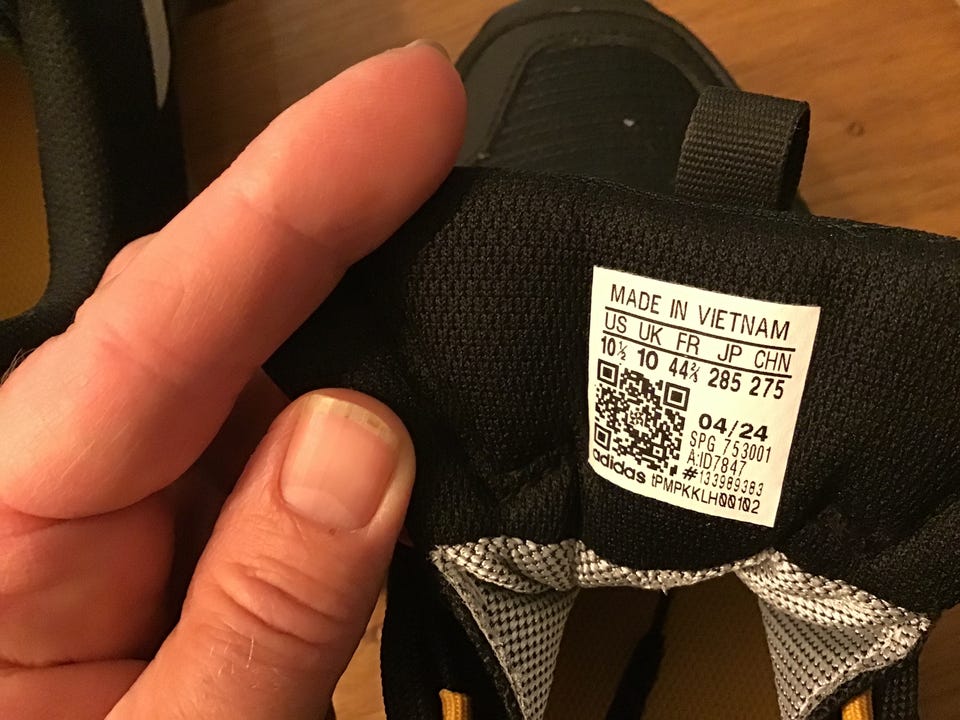 MADE IN VIETNAM
US UK FR JP CHN
10½ 10 44⅔ 285 275
04/24
SPG 753001
A:ID7847
#133989383
adidas tPMPKKLH00102